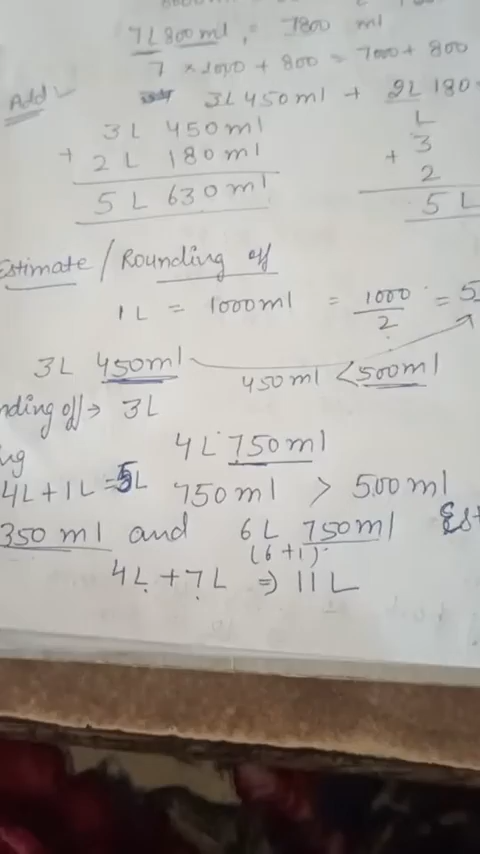 7L 800ml = 7800 ml
7 × 1000 + 800 = 7000 + 800
Add
3L 450ml + 2L 180
3L 450ml
+ 2L 180ml
5L 630ml
L
3
+
2
5 L
Estimate / Rounding off
1L = 1000ml = 1000/2 = 5
3L 450ml
450ml < 500ml
nding off → 3L
4L 750ml
ng
4L + 1L = 5L
750ml > 500ml
350 ml and 6L 750ml Est
(6+1)
4L + 7L ⇒ 11L